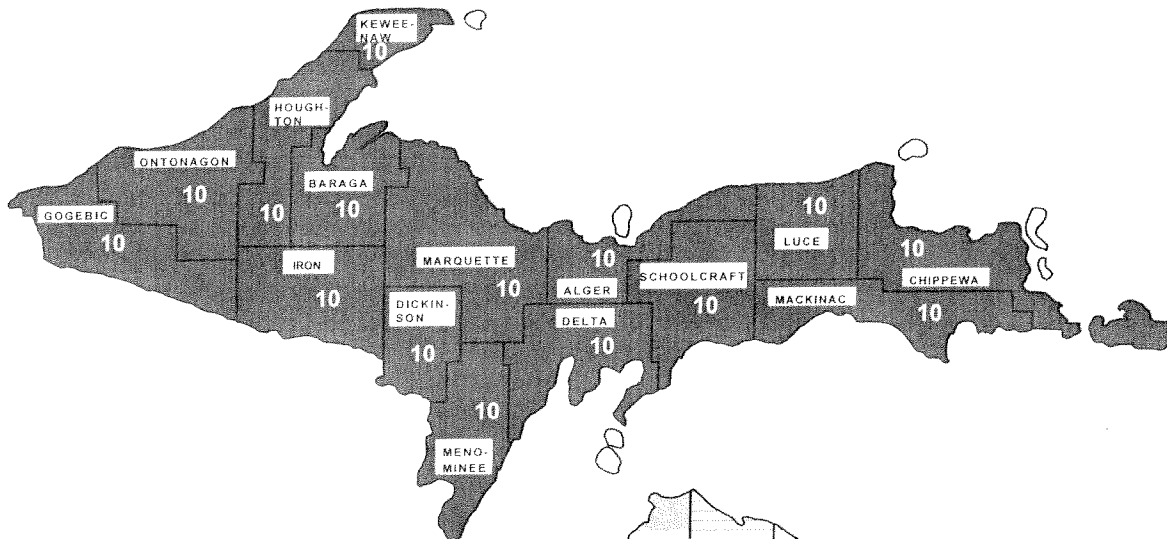 KEWEE-
NAW
10
HOUGH-
TON
10
ONTONAGON
10
BARAGA
10
GOGEBIC
10
IRON
10
MARQUETTE
10
DICKIN-
SON
10
ALGER
10
DELTA
10
SCHOOLCRAFT
10
LUCE
10
MACKINAC
10
CHIPPEWA
10
MENO-
MINEE
10